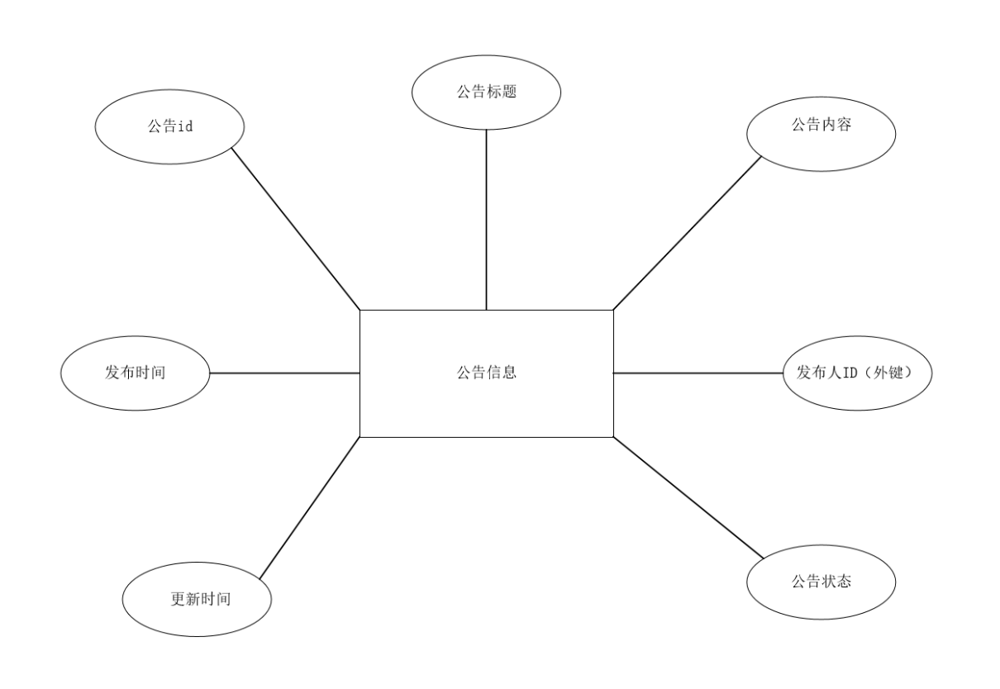 公告标题
公告id
公告内容
发布时间
公告信息
发布人ID（外键）
更新时间
公告状态